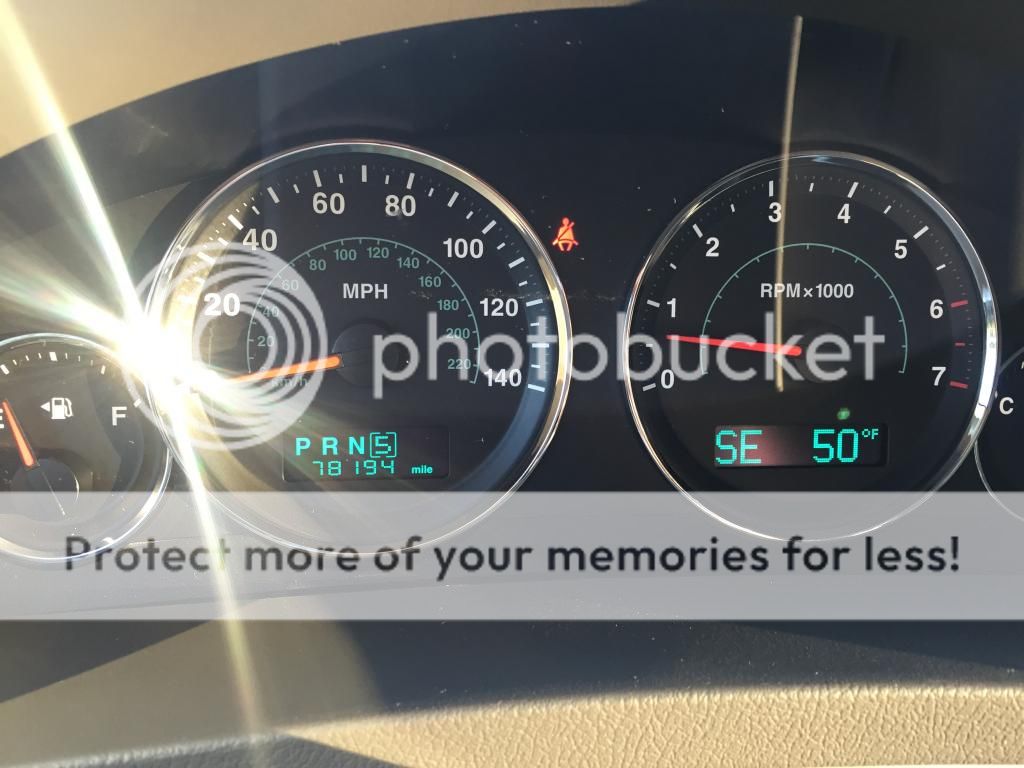 60 80
40 100
20 120
140
MPH
20 40 60 80 100 120 140 160 180 200 220
km/h
P R N 5
78194 mile
E F
0 1 2 3 4 5 6 7
RPM×1000
SE 50°F
C
photobucket
Protect more of your memories for less!